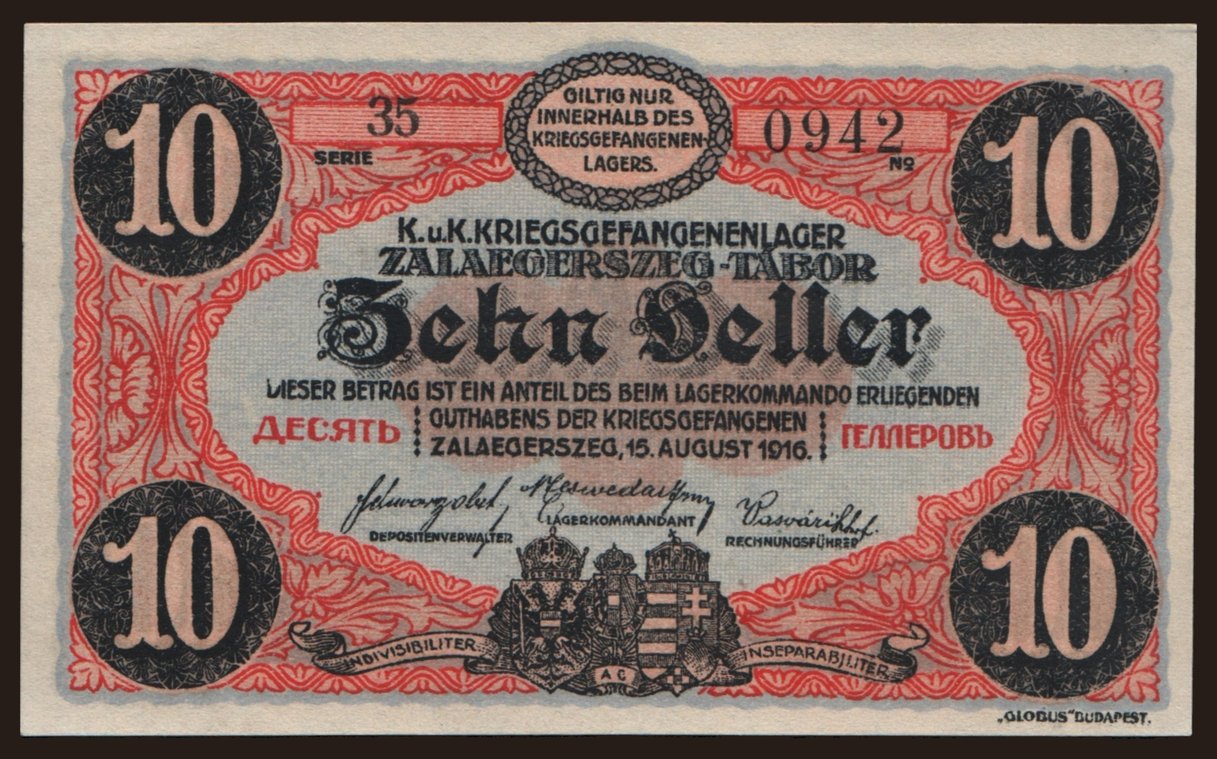 10
35
SERIE
GILTIG NUR
INNERHALB DES
KRIEGSGEFANGENEN-
LAGERS.
0942
№
10
K.u.K.KRIEGSGEFANGENENLAGER
ZALAEGERSZEG-TÁBOR
Zehn Heller
DIESER BETRAG IST EIN ANTEIL DES BEIM LAGERKOMMANDO ERLIEGENDEN
GUTHABENS DER KRIEGSGEFANGENEN
ДЕСЯТЬ
ГЕЛЛЕРОВЪ
ZALAEGERSZEG, 15. AUGUST 1916.
DEPOSITENVERWALTER
LAGERKOMMANDANT
RECHNUNGSFÜHRER
10
10
INDIVISIBILITER
AC
INSEPARABILITER
„GLOBUS“ BUDAPEST.